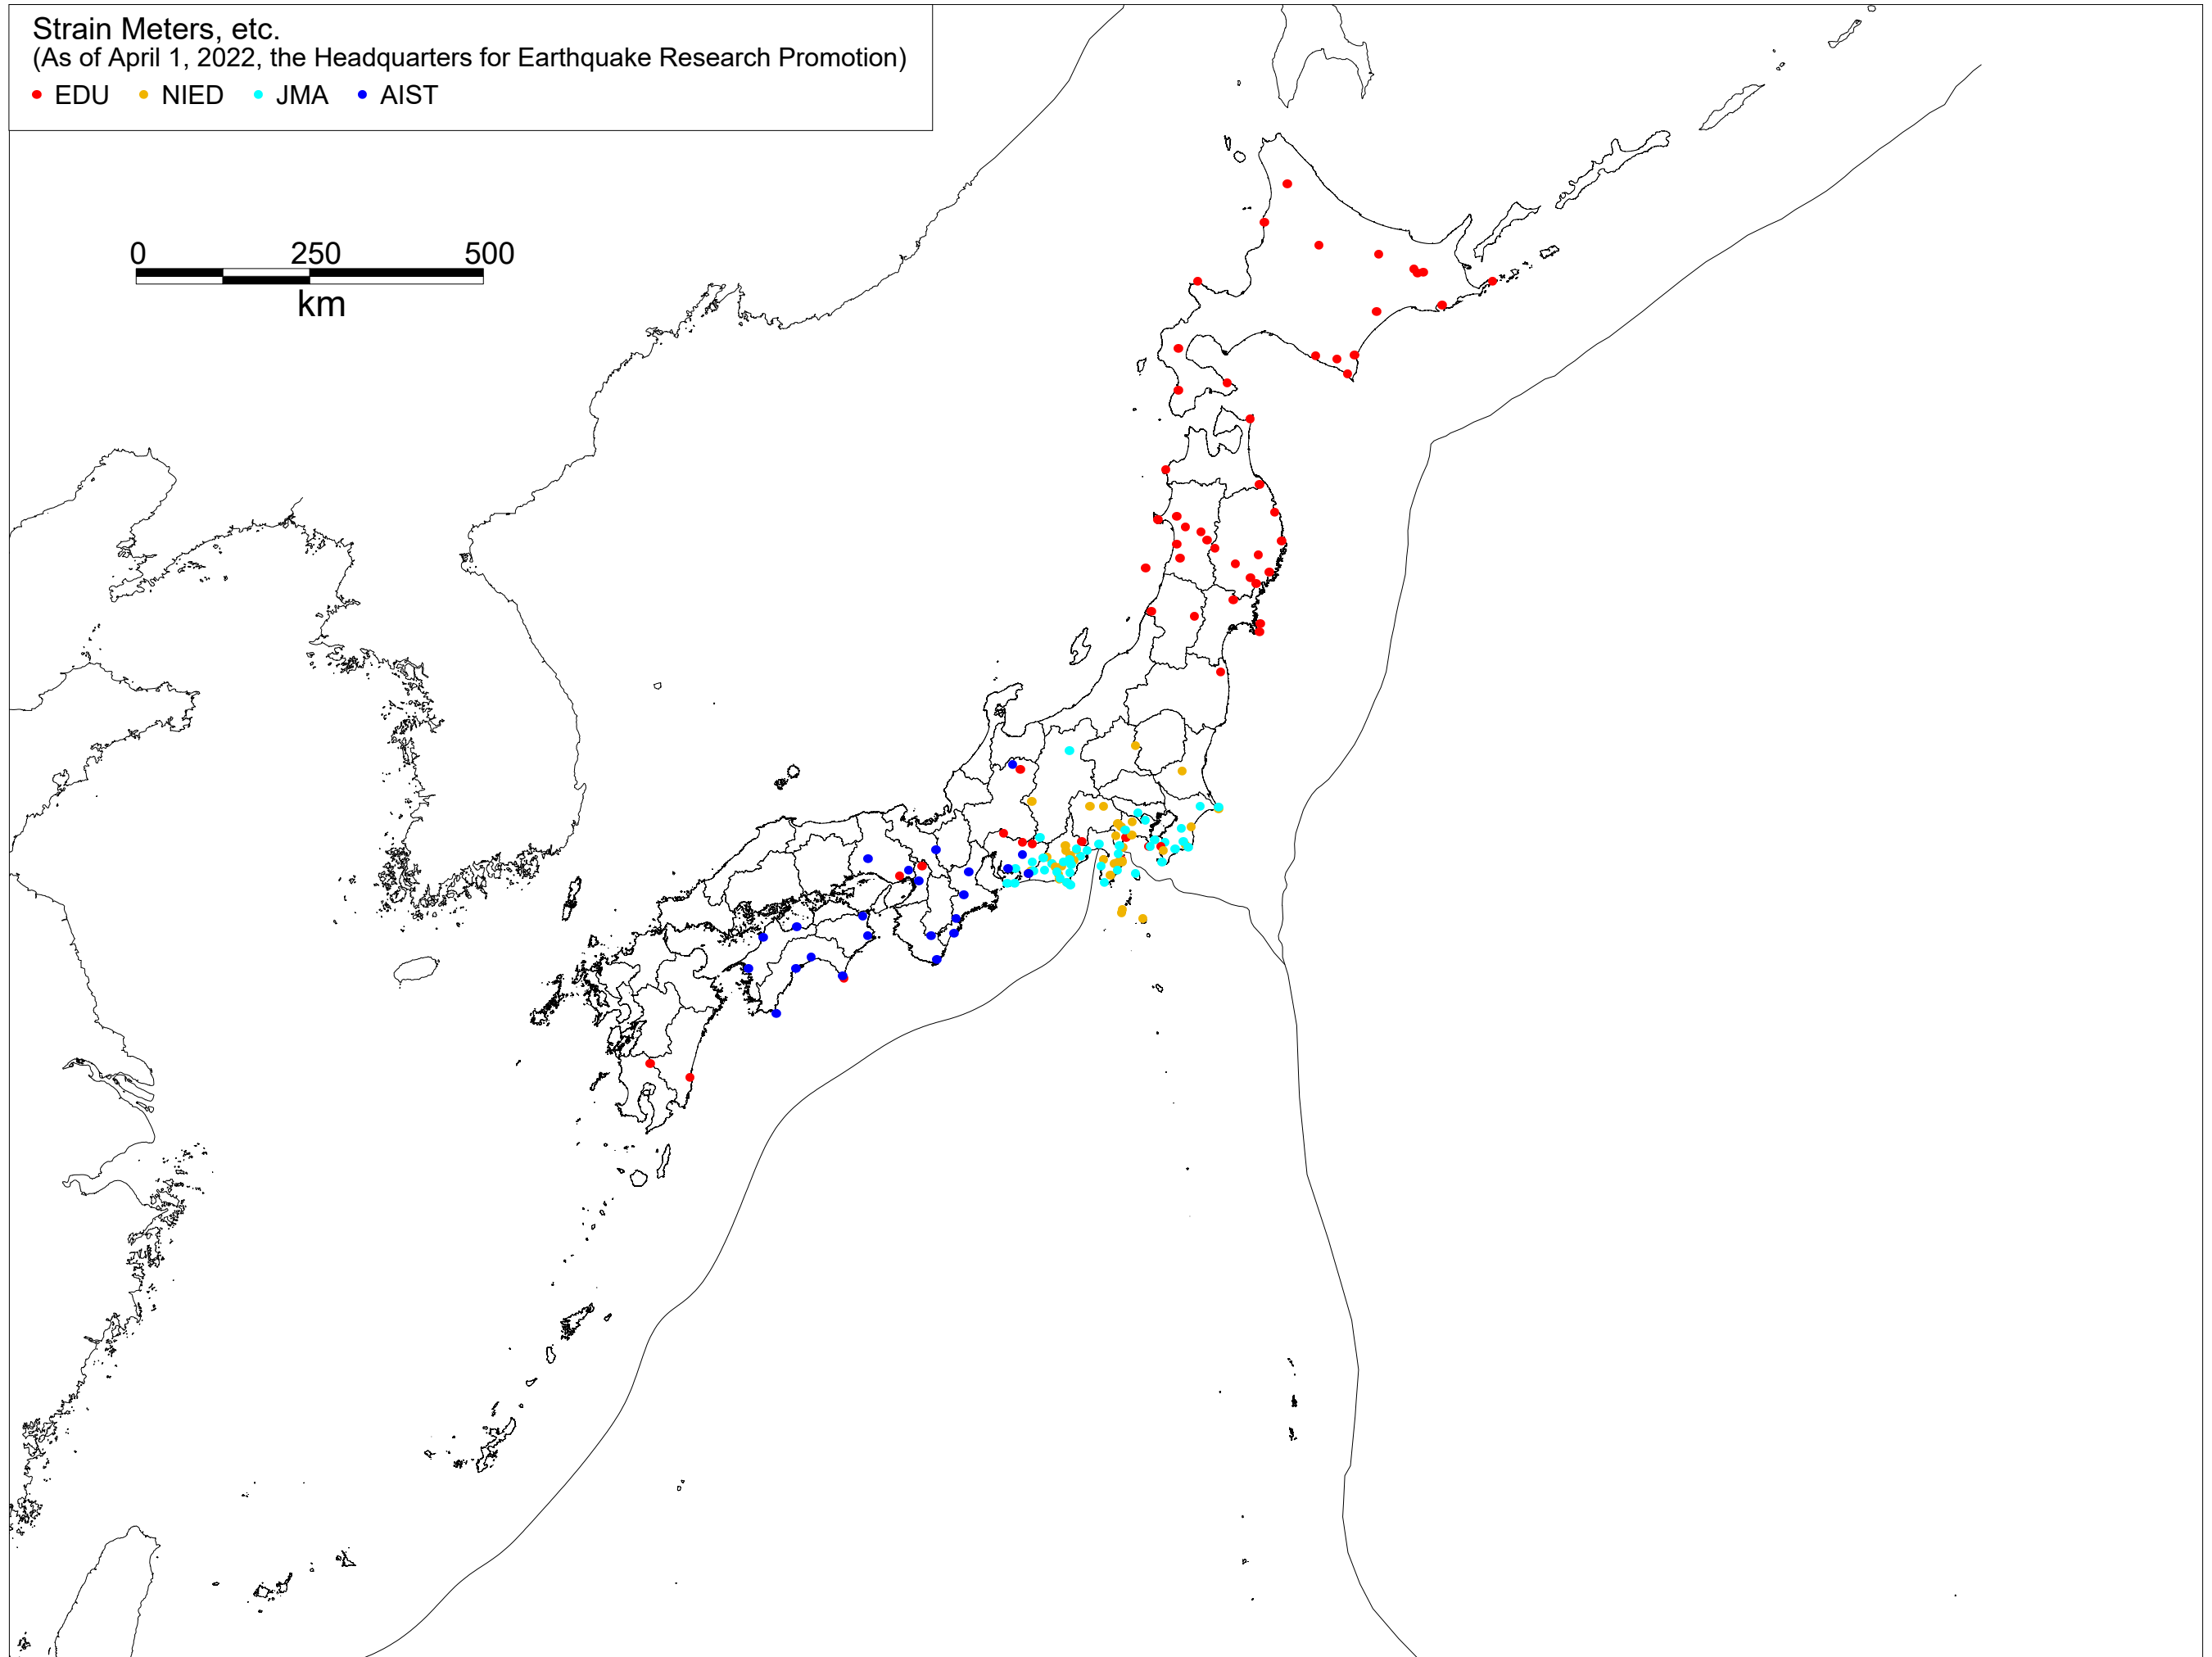 Strain Meters, etc.
(As of April 1, 2022, the Headquarters for Earthquake Research Promotion)
EDU NIED JMA AIST
0 250 500
km